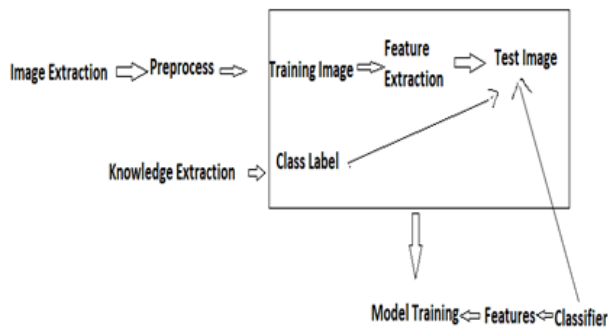 Image Extraction
Preprocess
Training Image
Feature
Extraction
Test Image
Knowledge Extraction
Class Label
Model Training
Features
Classifier